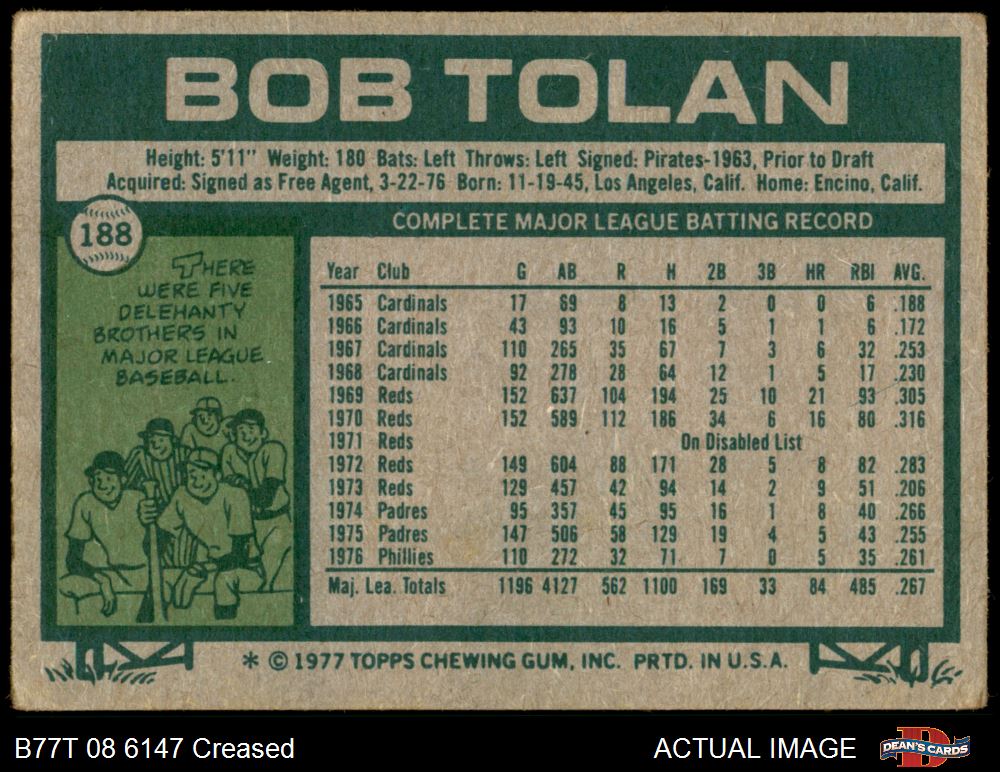 BOB TOLAN
Height: 5'11" Weight: 180 Bats: Left Throws: Left Signed: Pirates-1963, Prior to Draft
Acquired: Signed as Free Agent, 3-22-76 Born: 11-19-45, Los Angeles, Calif. Home: Encino, Calif.
188
THERE
WERE FIVE
DELEHANTY
BROTHERS IN
MAJOR LEAGUE
BASEBALL.
COMPLETE MAJOR LEAGUE BATTING RECORD
Year Club G AB R H 2B 3B HR RBI AVG.
1965 Cardinals 17 69 8 13 2 0 0 6 .188
1966 Cardinals 43 93 10 16 5 1 1 6 .172
1967 Cardinals 110 265 35 67 7 3 6 32 .253
1968 Cardinals 92 278 28 64 12 1 5 17 .230
1969 Reds 152 637 104 194 25 10 21 93 .305
1970 Reds 152 589 112 186 34 6 16 80 .316
1971 Reds On Disabled List
1972 Reds 149 604 88 171 28 5 8 82 .283
1973 Reds 129 457 42 94 14 2 9 51 .206
1974 Padres 95 357 45 95 16 1 8 40 .266
1975 Padres 147 506 58 129 19 4 5 43 .255
1976 Phillies 110 272 32 71 7 0 5 35 .261
Maj. Lea. Totals 1196 4127 562 1100 169 33 84 485 .267
* © 1977 TOPPS CHEWING GUM, INC. PRTD. IN U.S.A.
B77T 08 6147 Creased
ACTUAL IMAGE
DEAN'S CARDS